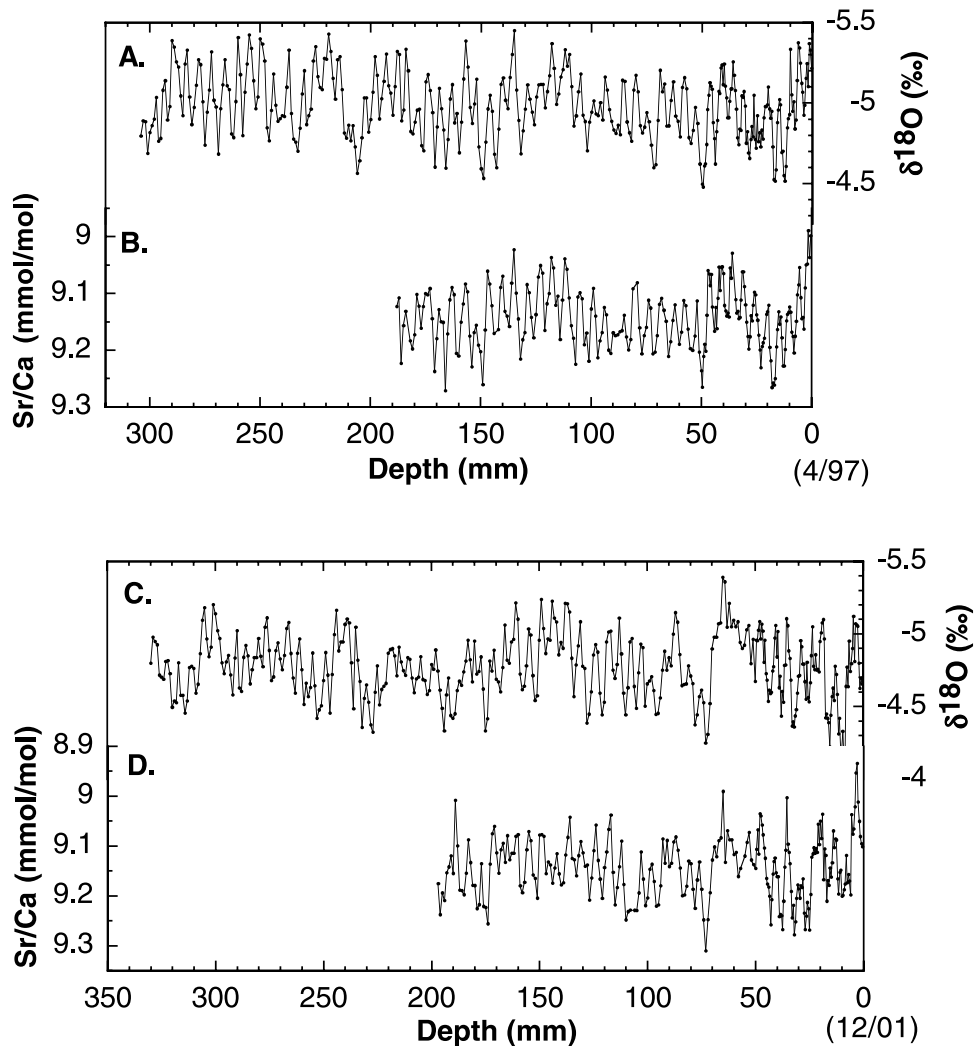 -5.5
A.
-5
-4.5
δ18O (‰)
B.
9
9.1
9.2
9.3
Sr/Ca (mmol/mol)
300 250 200 150 100 50 0
Depth (mm)
(4/97)
-5.5
C.
-5
-4.5
-4
δ18O (‰)
8.9
D.
9
9.1
9.2
9.3
Sr/Ca (mmol/mol)
350 300 250 200 150 100 50 0
Depth (mm)
(12/01)